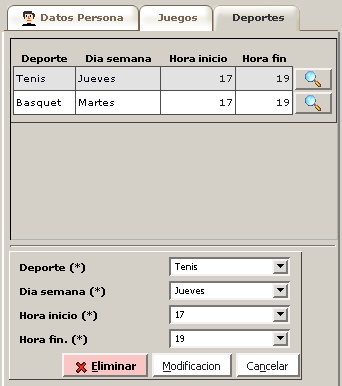 Datos Persona Juegos Deportes
Deporte Dia semana Hora inicio Hora fin
Tenis Jueves 17 19
Basquet Martes 17 19
Deporte (*) Tenis
Dia semana (*) Jueves
Hora inicio (*) 17
Hora fin. (*) 19
Eliminar Modificacion Cancelar